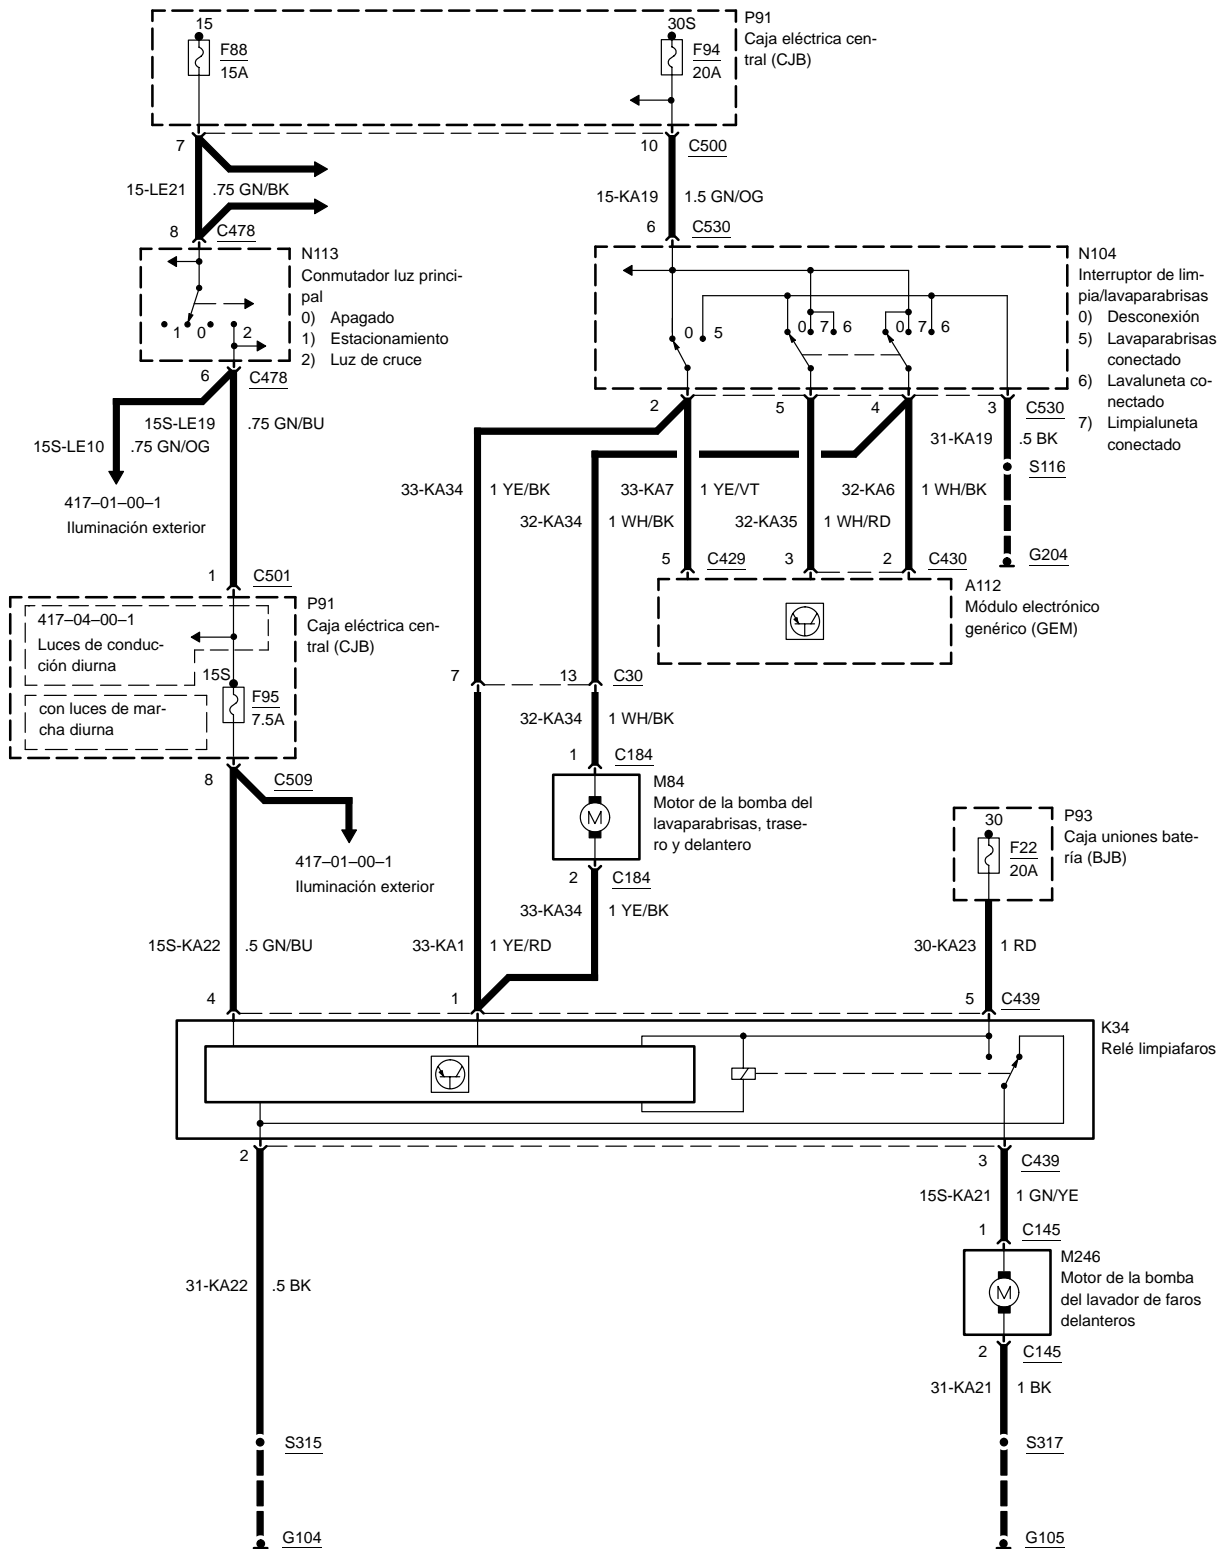 15
30S
P91
Caja eléctrica cen-
tral (CJB)
F88
15A
F94
20A
7
10
C500
15-LE21
.75 GN/BK
15-KA19
1.5 GN/OG
8
C478
6
C530
N113
Conmutador luz princi-
pal
0) Apagado
1) Estacionamiento
2) Luz de cruce
1
0
2
N104
Interruptor de lim-
pia/lavaparabrisas
0) Desconexión
5) Lavaparabrisas
conectado
6) Lavaluneta co-
nectado
7) Limpialuneta
conectado
0
5
0
7
6
0
7
6
6
C478
2
5
4
3
C530
15S-LE19
.75 GN/BU
15S-LE10
.75 GN/OG
31-KA19
.5 BK
S116
417–01–00–1
Iluminación exterior
33-KA34
1 YE/BK
33-KA7
1 YE/VT
32-KA6
1 WH/BK
32-KA34
1 WH/BK
32-KA35
1 WH/RD
1
C501
5
C429
3
2
C430
G204
A112
Módulo electrónico
genérico (GEM)
P91
Caja eléctrica cen-
tral (CJB)
417–04–00–1
Luces de conduc-
ción diurna
15S
con luces de mar-
cha diurna
F95
7.5A
7
13
C30
32-KA34
1 WH/BK
1
C184
8
C509
M84
Motor de la bomba del
lavaparabrisas, trase-
ro y delantero
M
P93
Caja uniones bate-
ría (BJB)
30
F22
20A
417–01–00–1
Iluminación exterior
2
C184
33-KA34
1 YE/BK
15S-KA22
.5 GN/BU
33-KA1
1 YE/RD
30-KA23
1 RD
4
1
5
C439
K34
Relé limpiafaros
2
3
C439
15S-KA21
1 GN/YE
1
C145
M246
Motor de la bomba
del lavador de faros
delanteros
M
31-KA22
.5 BK
2
C145
31-KA21
1 BK
S315
S317
G104
G105